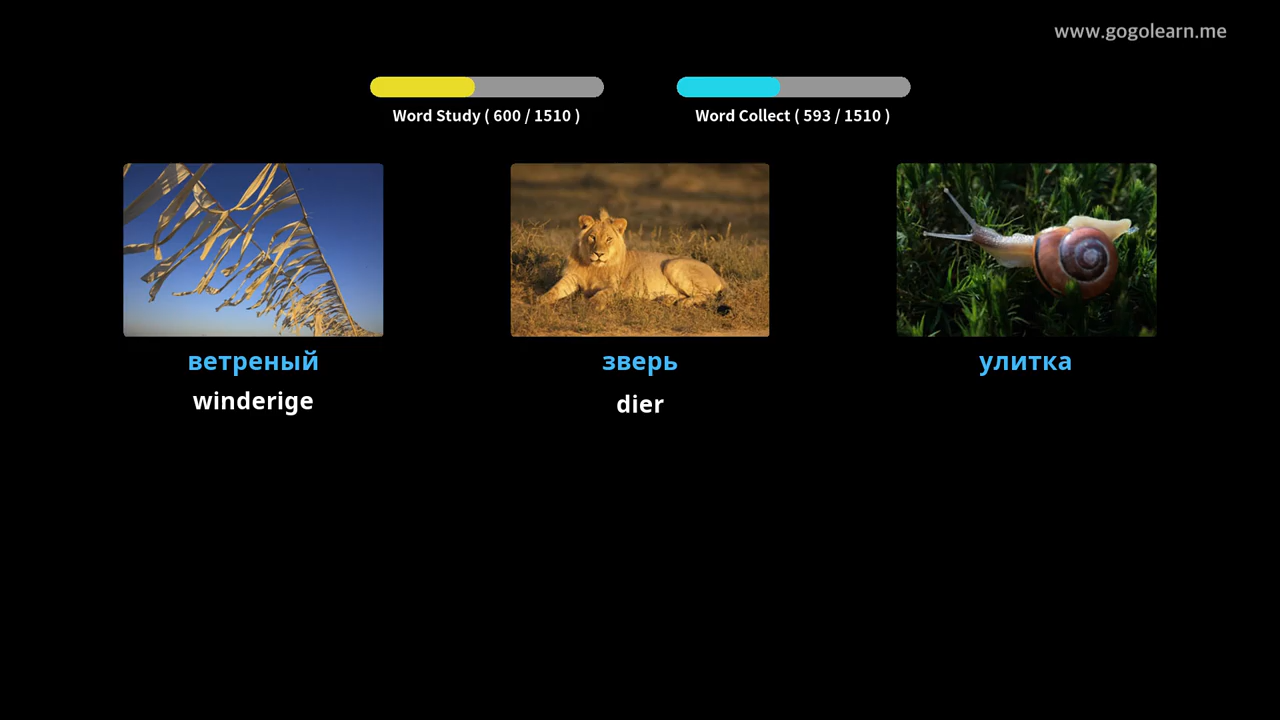 www.gogolearn.me
Word Study ( 600 / 1510 )
Word Collect ( 593 / 1510 )
ветреный
зверь
улитка
winderige
dier